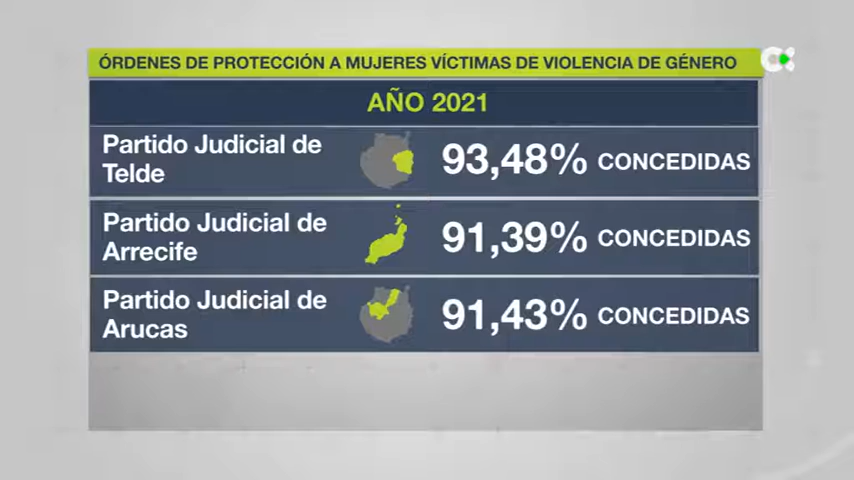 ÓRDENES DE PROTECCIÓN A MUJERES VÍCTIMAS DE VIOLENCIA DE GÉNERO
AÑO 2021
Partido Judicial de
Telde
93,48% CONCEDIDAS
Partido Judicial de
Arrecife
91,39% CONCEDIDAS
Partido Judicial de
Arucas
91,43% CONCEDIDAS